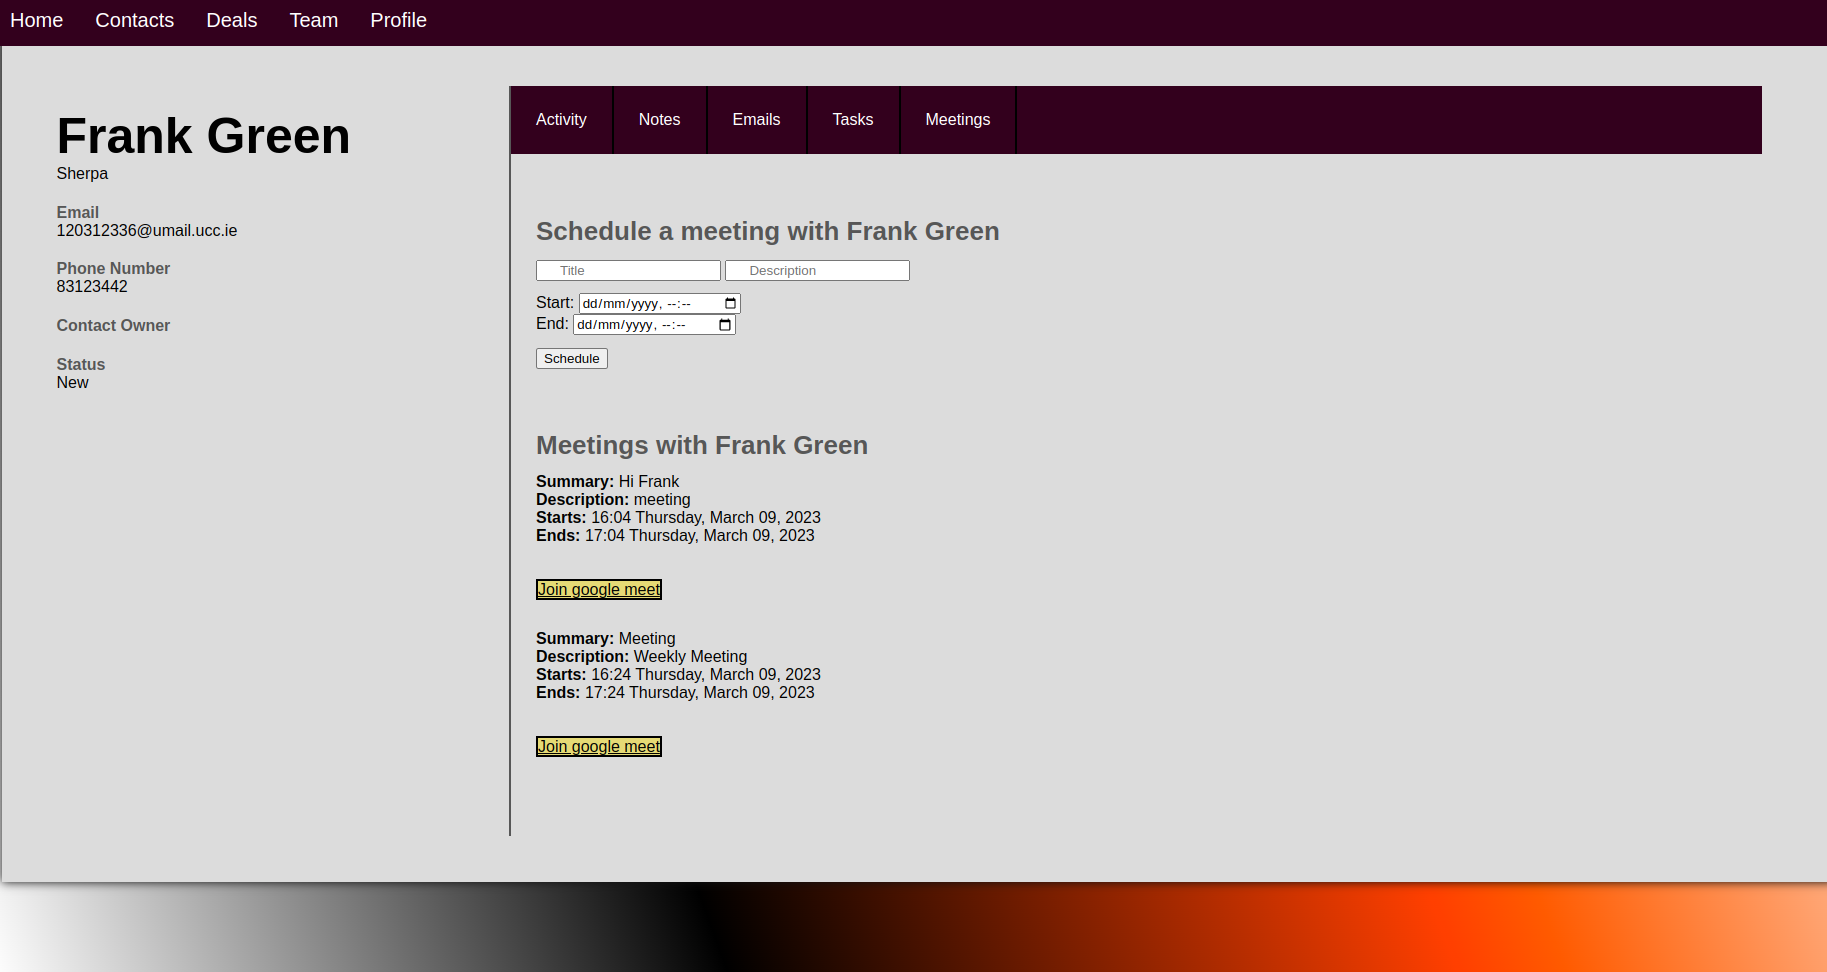 Home Contacts Deals Team Profile
Frank Green
Sherpa
Email
120312336@umail.ucc.ie
Phone Number
83123442
Contact Owner
Status
New
Activity Notes Emails Tasks Meetings
Schedule a meeting with Frank Green
Title Description
Start: dd/mm/yyyy, --:--
End: dd/mm/yyyy, --:--
Schedule
Meetings with Frank Green
Summary: Hi Frank
Description: meeting
Starts: 16:04 Thursday, March 09, 2023
Ends: 17:04 Thursday, March 09, 2023
Join google meet
Summary: Meeting
Description: Weekly Meeting
Starts: 16:24 Thursday, March 09, 2023
Ends: 17:24 Thursday, March 09, 2023
Join google meet